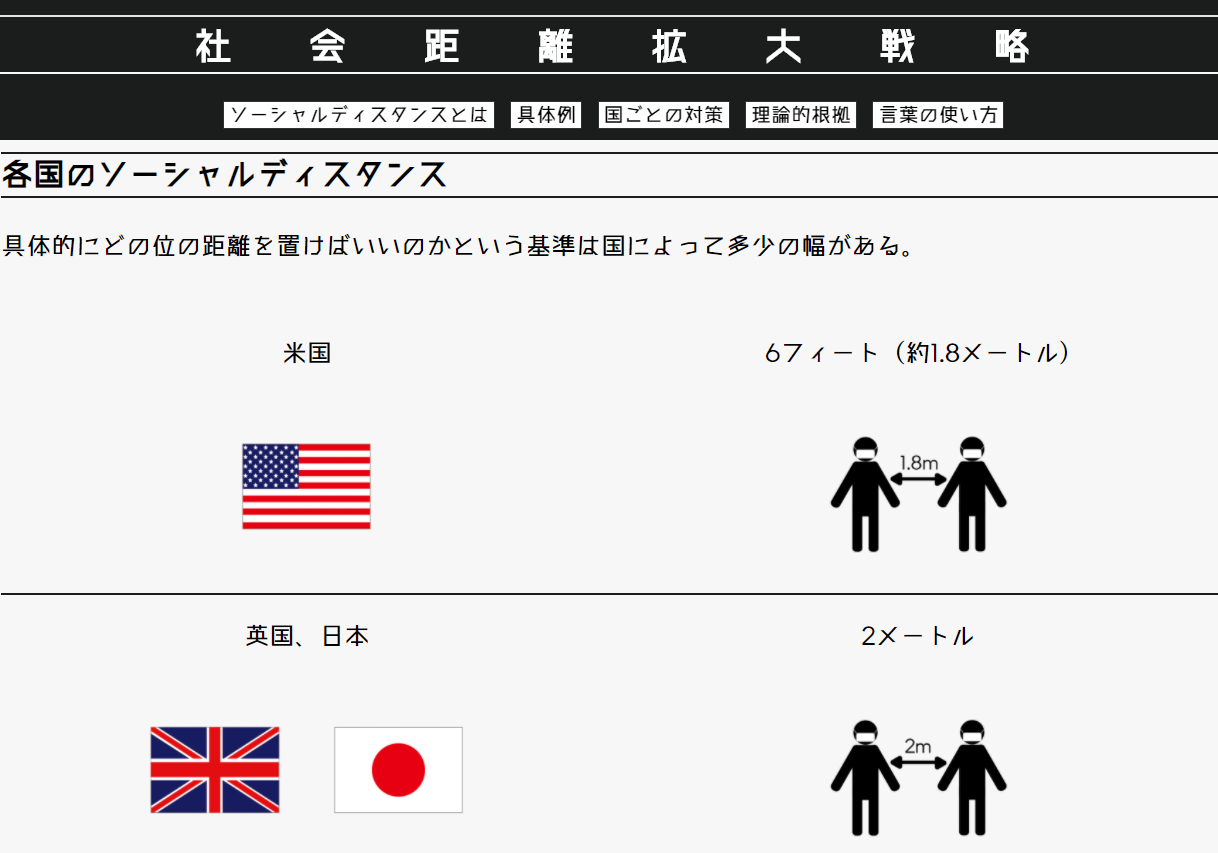 社会距離拡大戦略
ソーシャルディスタンスとは 具体例 国ごとの対策 理論的根拠 言葉の使い方
各国のソーシャルディスタンス
具体的にどの位の距離を置けばいいのかという基準は国によって多少の幅がある。
米国 6フィート（約1.8メートル）
1.8m
英国、日本 2メートル
2m